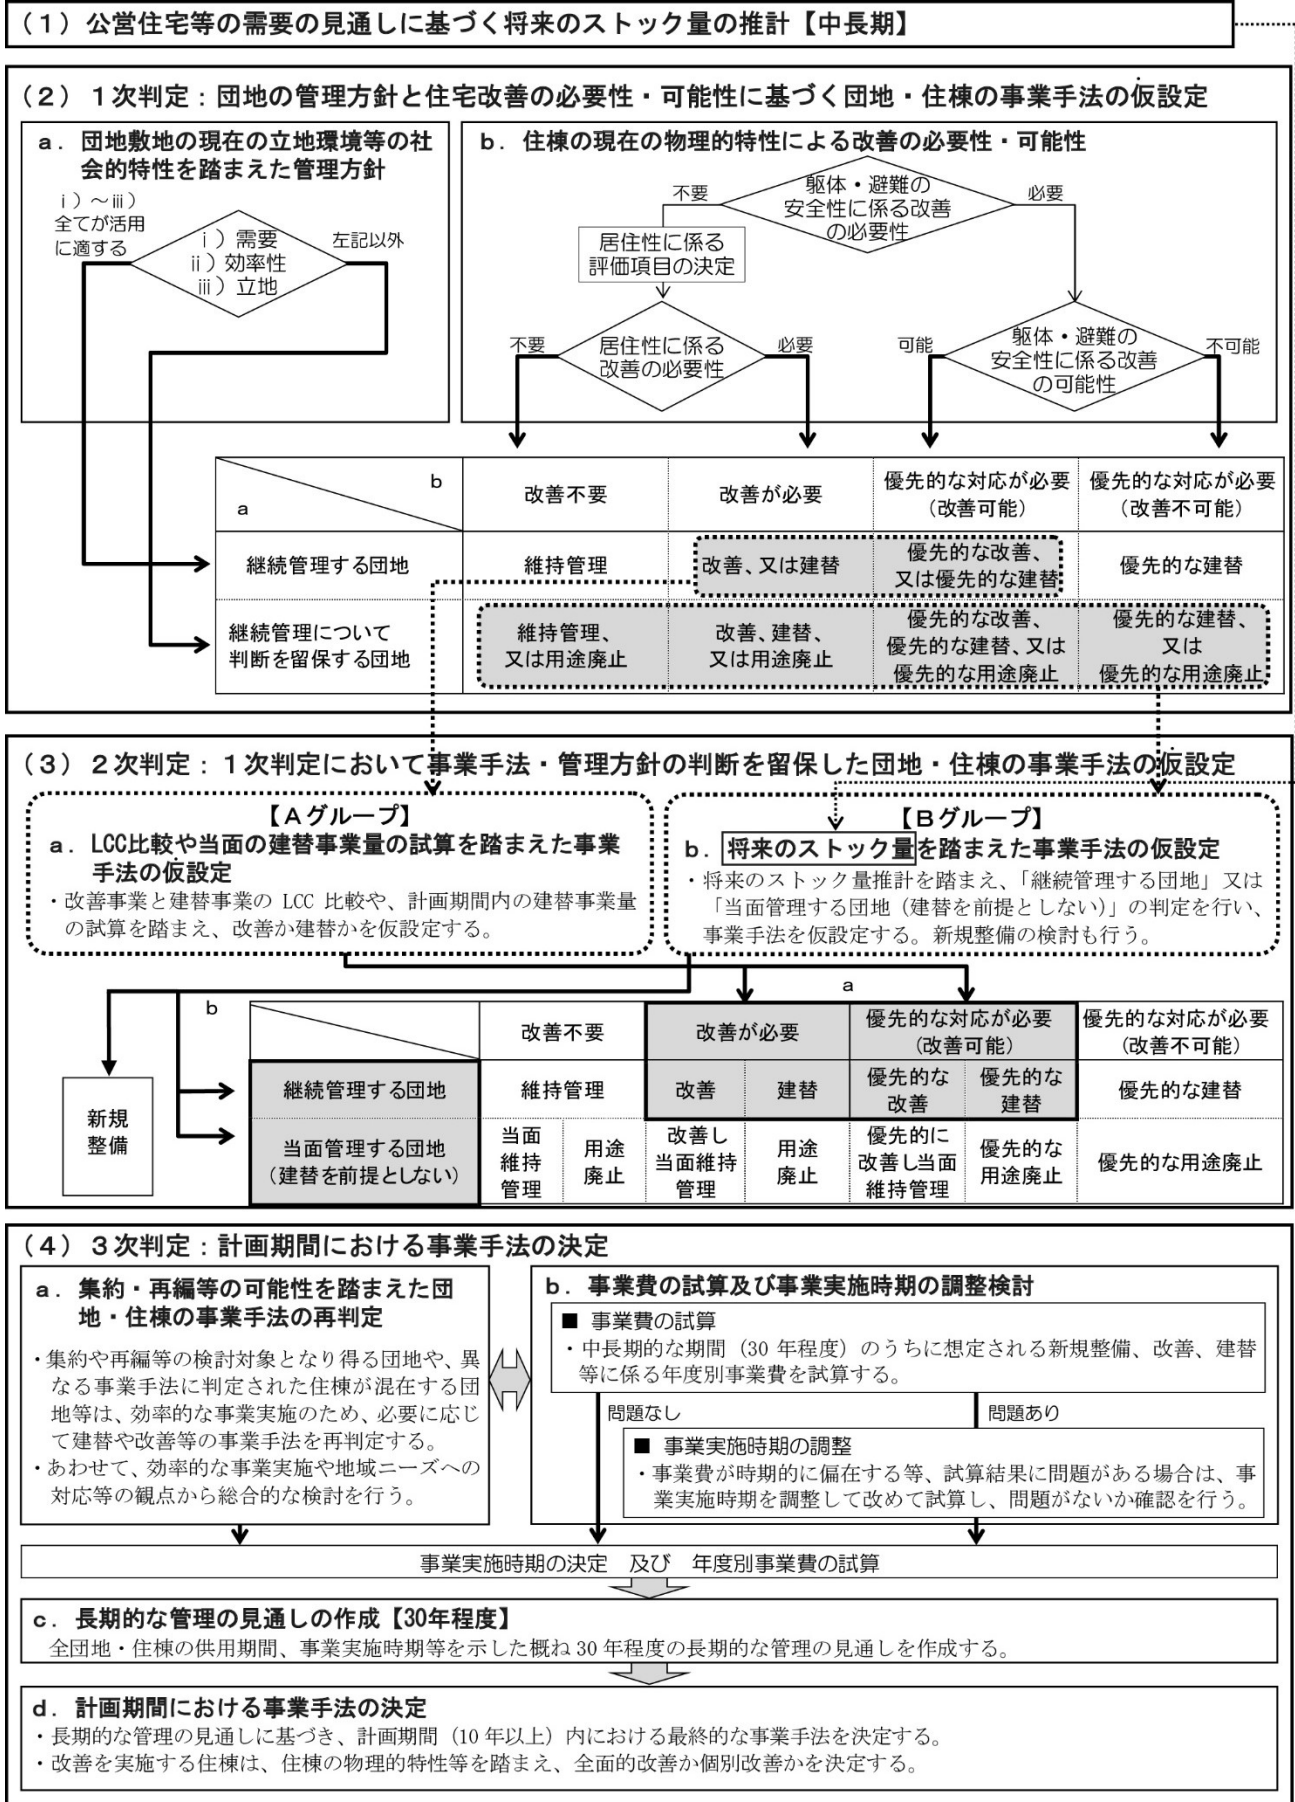 （１）公営住宅等の需要の見通しに基づく将来のストック量の推計【中長期】
（２）１次判定：団地の管理方針と住宅改善の必要性・可能性に基づく団地・住棟の事業手法の仮設定
a．団地敷地の現在の立地環境等の社
会的特性を踏まえた管理方針
ⅰ）～ⅲ）
全てが活用
に適する
ⅰ）需要
ⅱ）効率性
ⅲ）立地
左記以外
b．住棟の現在の物理的特性による改善の必要性・可能性
不要
躯体・避難の
安全性に係る改善
の必要性
必要
居住性に係る
評価項目の決定
不要
居住性に係る
改善の必要性
必要
可能
躯体・避難の
安全性に係る改善
の可能性
不可能
b
a
改善不要
改善が必要
優先的な対応が必要
（改善可能）
優先的な対応が必要
（改善不可能）
継続管理する団地
維持管理
改善、又は建替
優先的な改善、
又は優先的な建替
優先的な建替
継続管理について
判断を留保する団地
維持管理、
又は用途廃止
改善、建替、
又は用途廃止
優先的な改善、
優先的な建替、又は
優先的な用途廃止
優先的な建替、
又は
優先的な用途廃止
（３）２次判定：１次判定において事業手法・管理方針の判断を留保した団地・住棟の事業手法の仮設定
【Aグループ】
a．LCC比較や当面の建替事業量の試算を踏まえた事業
手法の仮設定
・改善事業と建替事業の LCC 比較や、計画期間内の建替事業量
の試算を踏まえ、改善か建替かを仮設定する。
【Bグループ】
b．将来のストック量を踏まえた事業手法の仮設定
・将来のストック量推計を踏まえ、「継続管理する団地」又は
「当面管理する団地（建替を前提としない）」の判定を行い、
事業手法を仮設定する。新規整備の検討も行う。
a
b
改善不要
改善が必要
優先的な対応が必要
（改善可能）
優先的な対応が必要
（改善不可能）
新規
整備
継続管理する団地
維持管理
改善
建替
優先的な
改善
優先的な
建替
優先的な建替
当面管理する団地
（建替を前提としない）
当面
維持
管理
用途
廃止
改善し
当面維持
管理
用途
廃止
優先的に
改善し当面
維持管理
優先的な
用途廃止
優先的な用途廃止
（４）３次判定：計画期間における事業手法の決定
a．集約・再編等の可能性を踏まえた団
地・住棟の事業手法の再判定
・集約や再編等の検討対象となり得る団地や、異
なる事業手法に判定された住棟が混在する団
地等は、効率的な事業実施のため、必要に応じ
て建替や改善等の事業手法を再判定する。
・あわせて、効率的な事業実施や地域ニーズへの
対応等の観点から総合的な検討を行う。
b．事業費の試算及び事業実施時期の調整検討
■ 事業費の試算
・中長期的な期間（30 年程度）のうちに想定される新規整備、改善、建替
等に係る年度別事業費を試算する。
問題なし
問題あり
■ 事業実施時期の調整
・事業費が時期的に偏在する等、試算結果に問題がある場合は、事
業実施時期を調整して改めて試算し、問題がないか確認を行う。
事業実施時期の決定　及び　年度別事業費の試算
c．長期的な管理の見通しの作成【30年程度】
全団地・住棟の供用期間、事業実施時期等を示した概ね 30 年程度の長期的な管理の見通しを作成する。
d．計画期間における事業手法の決定
・長期的な管理の見通しに基づき、計画期間（10 年以上）内における最終的な事業手法を決定する。
・改善を実施する住棟は、住棟の物理的特性等を踏まえ、全面的改善か個別改善かを決定する。